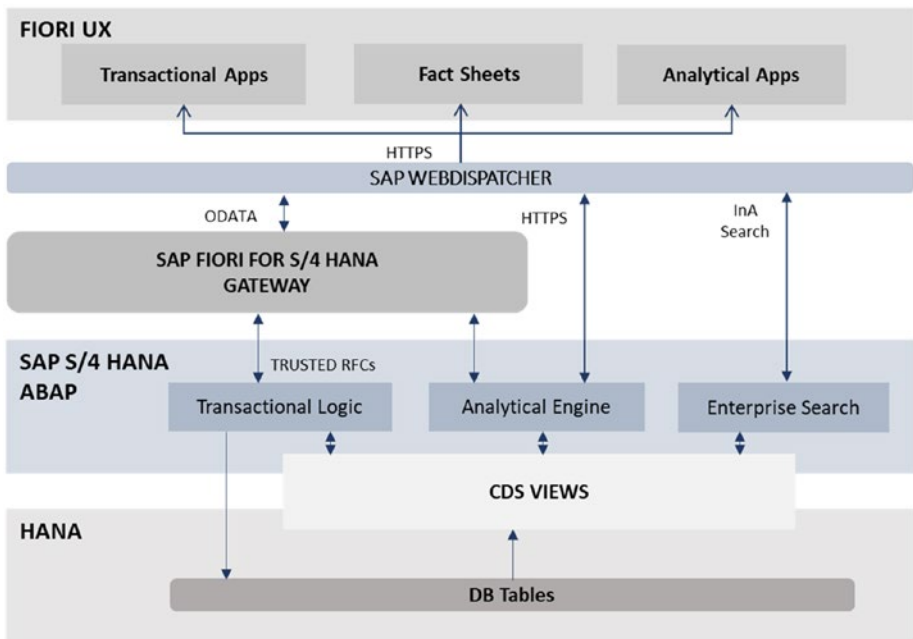 FIORI UX
Transactional Apps
Fact Sheets
Analytical Apps
HTTPS
SAP WEBDISPATCHER
ODATA
HTTPS
InA
Search
SAP FIORI FOR S/4 HANA
GATEWAY
SAP S/4 HANA
ABAP
TRUSTED RFCs
Transactional Logic
Analytical Engine
Enterprise Search
CDS VIEWS
HANA
DB Tables